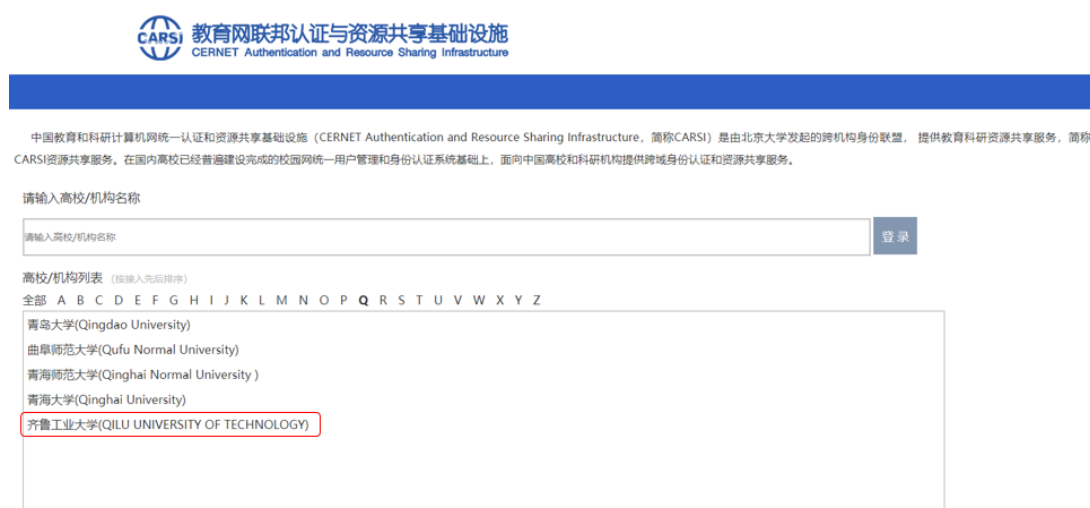 CARSI 教育网联邦认证与资源共享基础设施
CERNET Authentication and Resource Sharing Infrastructure
中国教育和科研计算机网统一认证和资源共享基础设施（CERNET Authentication and Resource Sharing Infrastructure，简称CARSI）是由北京大学发起的跨机构身份联盟， 提供教育科研资源共享服务，简称
CARSI资源共享服务。在国内高校已经普遍建设完成的校园网统一用户管理和身份认证系统基础上，面向中国高校和科研机构提供跨域身份认证和资源共享服务。
请输入高校/机构名称
请输入高校/机构名称 登 录
高校/机构列表 （按接入先后排序）
全部 A B C D E F G H I J K L M N O P Q R S T U V W X Y Z
青岛大学(Qingdao University)
曲阜师范大学(Qufu Normal University)
青海师范大学(Qinghai Normal University )
青海大学(Qinghai University)
齐鲁工业大学(QILU UNIVERSITY OF TECHNOLOGY)